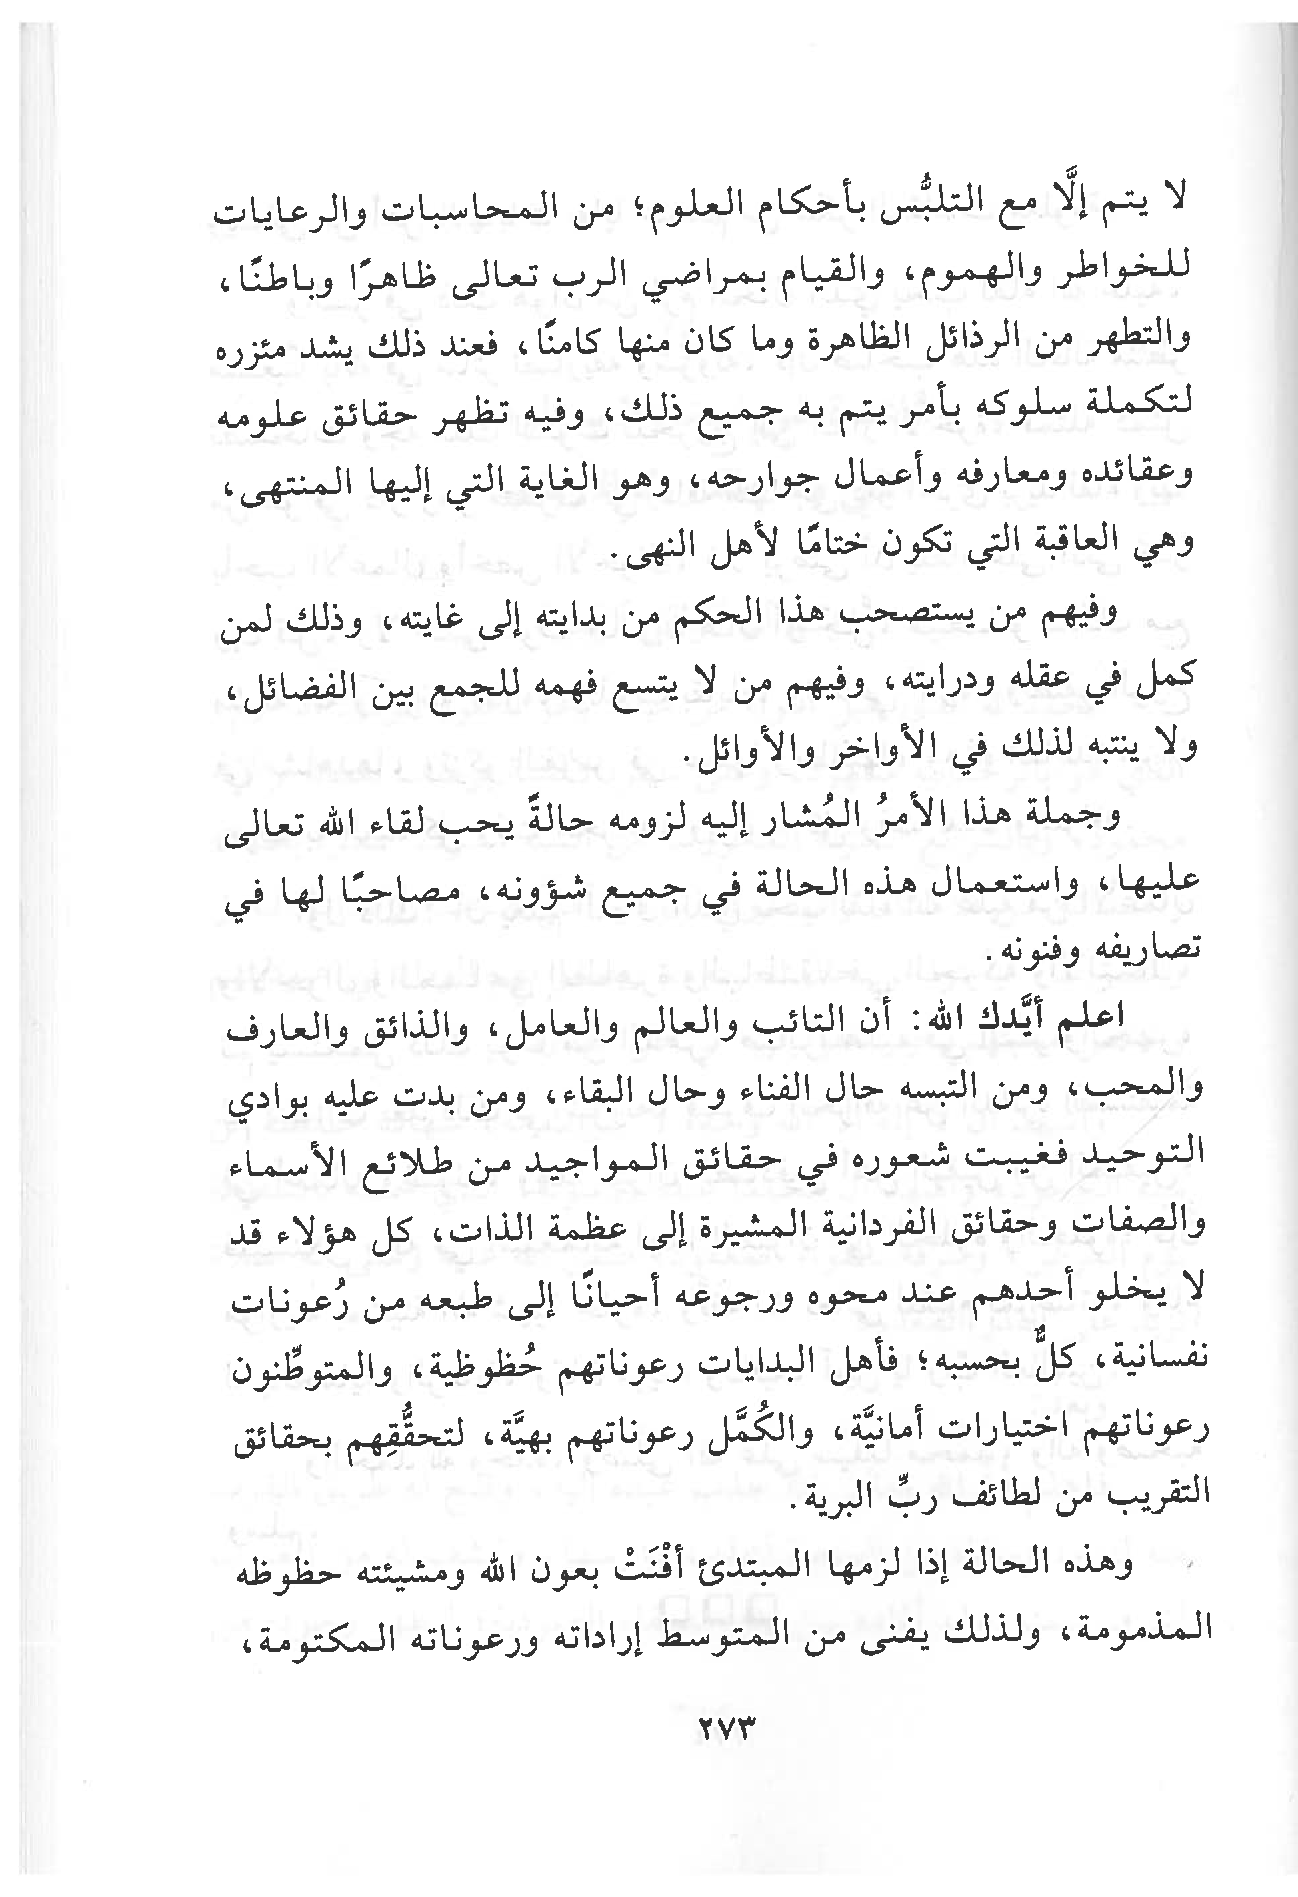 لا يتم إلَّا مع التلبُّس بأحكام العلوم؛ من المحاسبات والرعايات
للخواطر والهموم، والقيام بمراضي الرب تعالى ظاهرًا وباطنًا،
والتطهر من الرذائل الظاهرة وما كان منها كامنًا، فعند ذلك يشد مئزره
لتكملة سلوكه بأمر يتم به جميع ذلك، وفيه تظهر حقائق علومه
وعقائده ومعارفه وأعمال جوارحه، وهو الغاية التي إليها المنتهى،
وهي العاقبة التي تكون ختامًا لأهل النهى.
وفيهم من يستصحب هذا الحكم من بدايته إلى غايته، وذلك لمن
كمل في عقله ودرايته، وفيهم من لا يتسع فهمه للجمع بين الفضائل،
ولا ينتبه لذلك في الأواخر والأوائل.
وجملة هذا الأمرُ المُشار إليه لزومه حالةً يحب لقاء الله تعالى
عليها، واستعمال هذه الحالة في جميع شؤونه، مصاحبًا لها في
تصاريفه وفنونه.
اعلم أيَّدك الله: أن التائب والعالم والعامل، والذائق والعارف
والمحب، ومن التبسه حال الفناء وحال البقاء، ومن بدت عليه بوادي
التوحيد فغيبت شعوره في حقائق المواجيد من طلائع الأسماء
والصفات وحقائق الفردانية المشيرة إلى عظمة الذات، كل هؤلاء قد
لا يخلو أحدهم عند محوه ورجوعه أحيانًا إلى طبعه من رُعونات
نفسانية، كلٌّ بحسبه؛ فأهل البدايات رعوناتهم حُظوظية، والمتوطِّنون
رعوناتهم اختيارات أمانيَّة، والكُمَّل رعوناتهم بهيَّة، لتحقُّقِهم بحقائق
التقريب من لطائف ربِّ البرية.
وهذه الحالة إذا لزمها المبتدئ أفْنَتْ بعون الله ومشيئته حظوظه
المذمومة، ولذلك يفنى من المتوسط إراداته ورعوناته المكتومة،
٢٧٣